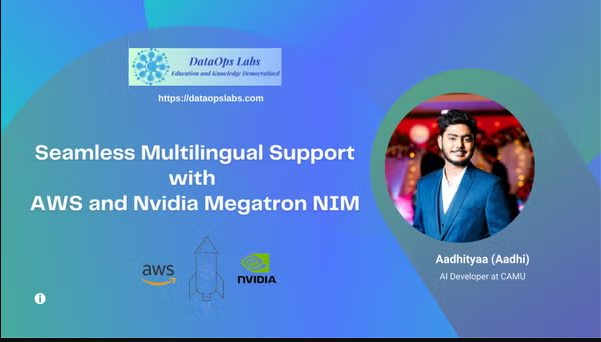 DataOps Labs
Education and Knowledge Democratized
https://dataopslabs.com
Seamless Multilingual Support
with
AWS and Nvidia Megatron NIM
aws
NVIDIA
Aadhityaa (Aadhi)
AI Developer at CAMU
i